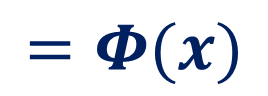 = Φ(x)